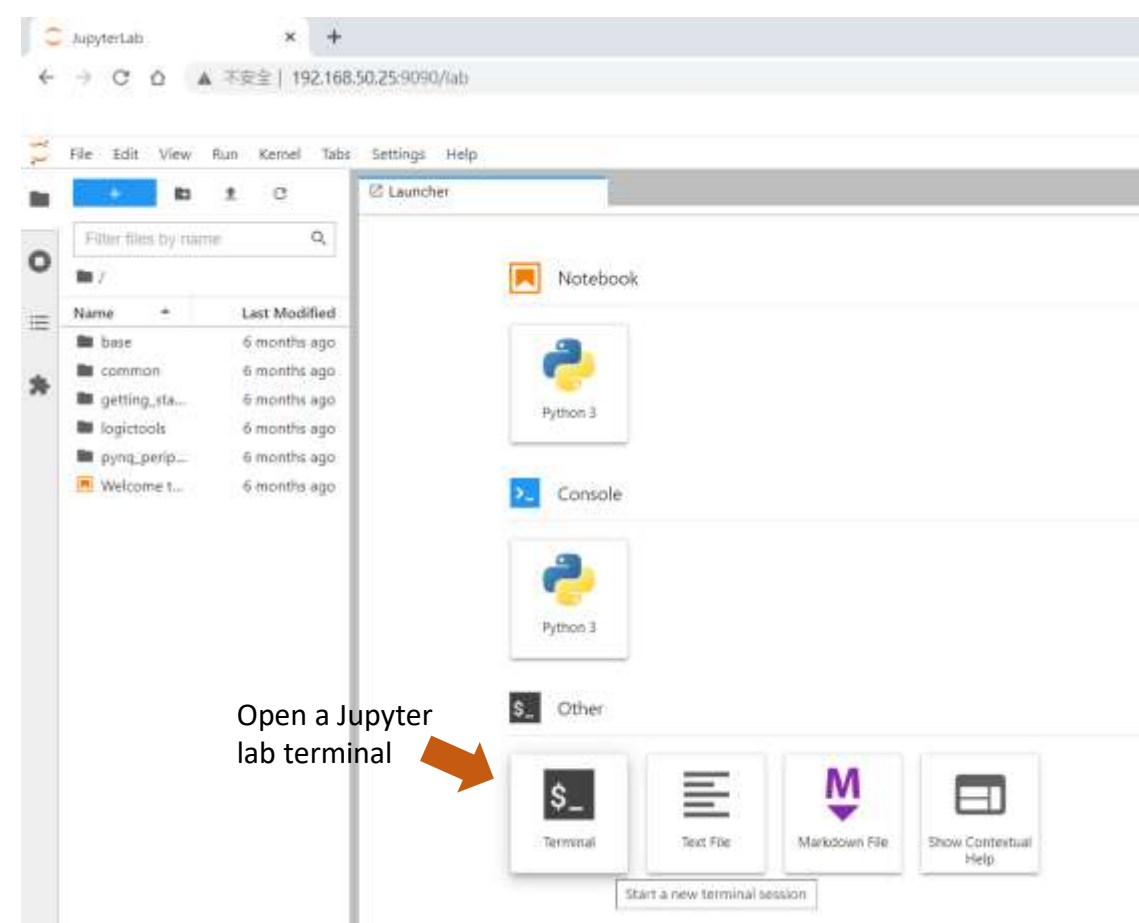 JupyterLab
不安全 | 192.168.50.25:9090/lab
File Edit View Run Kernel Tabs Settings Help
Launcher
Filter files by name
/
Name Last Modified
base 6 months ago
common 6 months ago
getting_sta... 6 months ago
logictools 6 months ago
pynq_perip... 6 months ago
Welcome t... 6 months ago
Notebook
Python 3
Console
Python 3
Open a Jupyter
lab terminal
$_ Other
$_
M
Terminal Text File Markdown File Show Contextual
Help
Start a new terminal session